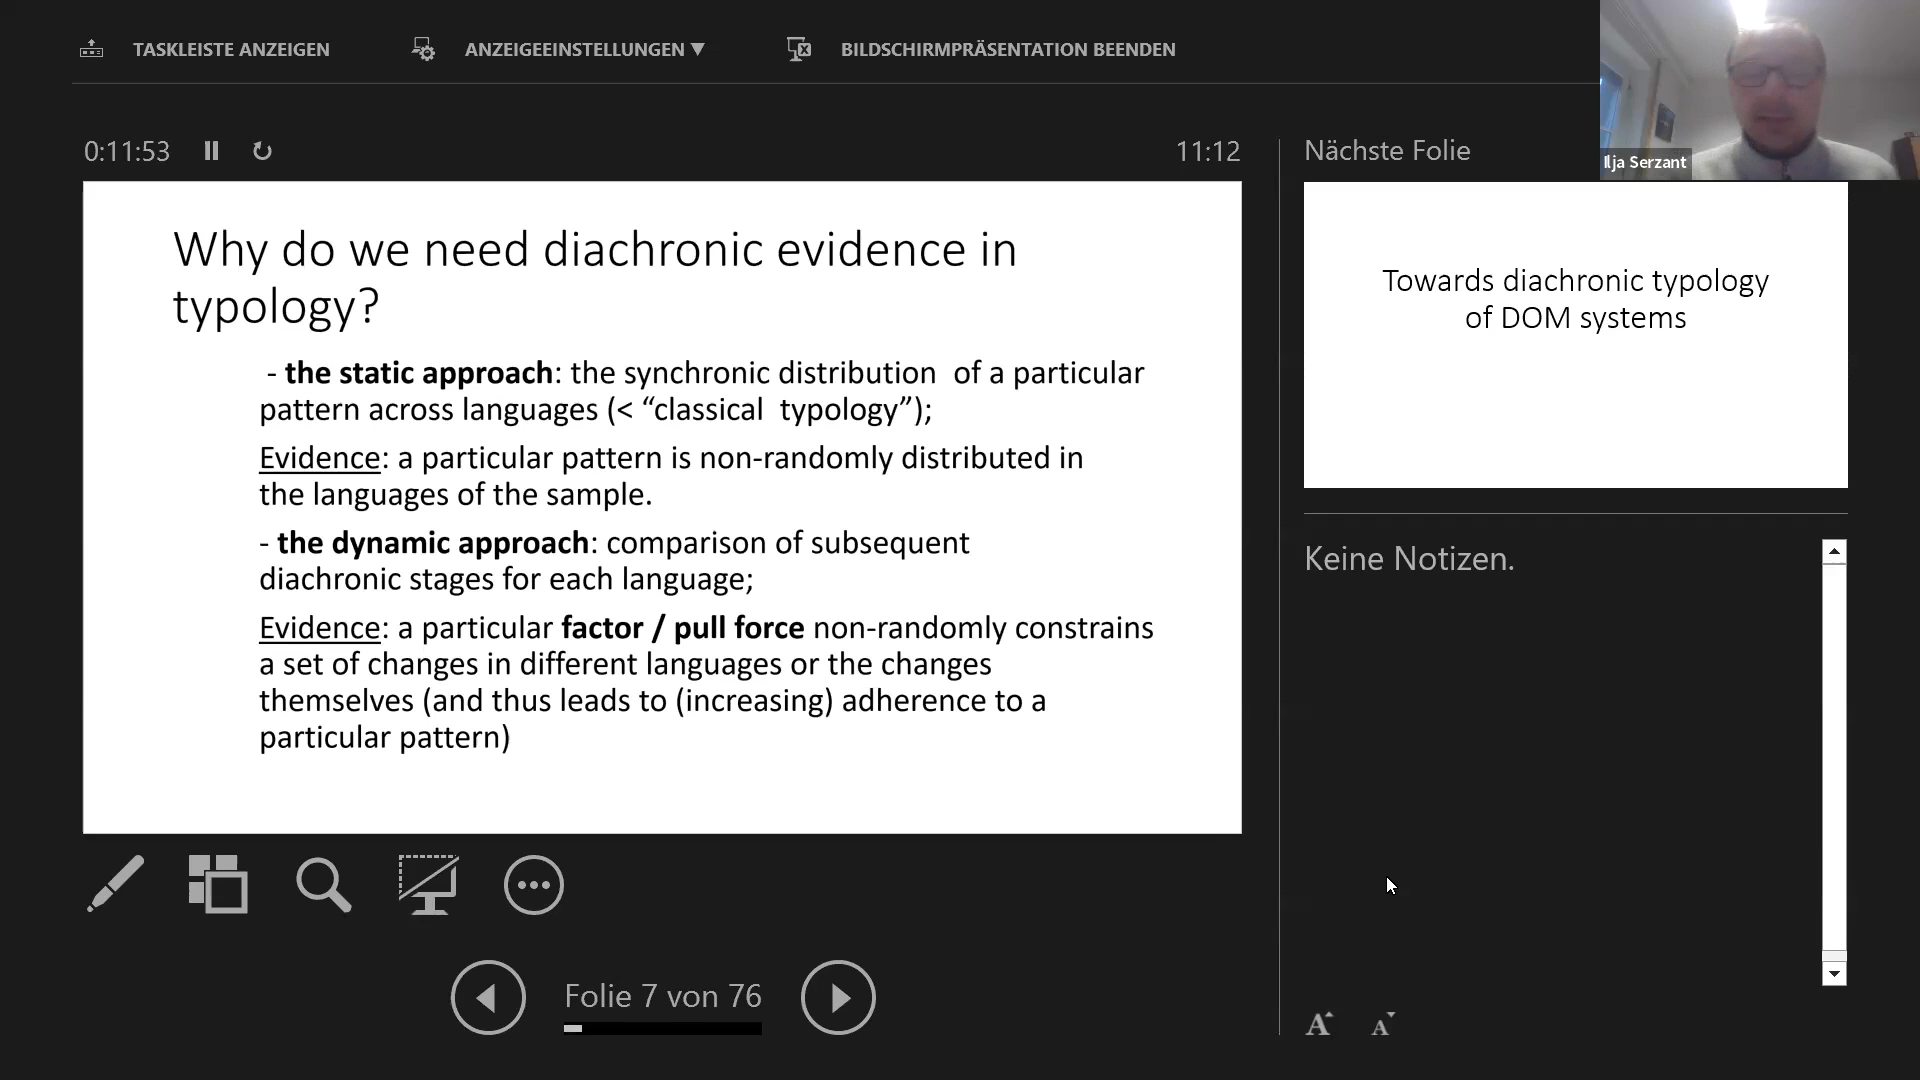 TASKLEISTE ANZEIGEN
ANZEIGEEINSTELLUNGEN ▼
BILDSCHIRMPRÄSENTATION BEENDEN
Ilja Serzant
0:11:53
11:12
Nächste Folie
Why do we need diachronic evidence in
typology?
- the static approach: the synchronic distribution  of a particular
pattern across languages (< “classical  typology”);
Evidence: a particular pattern is non-randomly distributed in
the languages of the sample.
- the dynamic approach: comparison of subsequent
diachronic stages for each language;
Evidence: a particular factor / pull force non-randomly constrains
a set of changes in different languages or the changes
themselves (and thus leads to (increasing) adherence to a
particular pattern)
Towards diachronic typology
of DOM systems
Keine Notizen.
Folie 7 von 76
A A